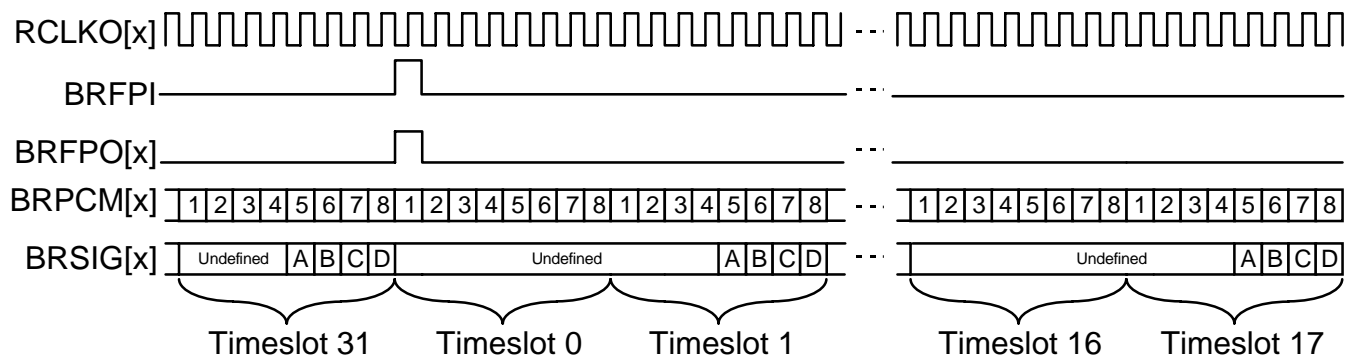 RCLKO[x]
BRFPI
BRFPO[x]
BRPCM[x] 1 2 3 4 5 6 7 8 1 2 3 4 5 6 7 8 1 2 3 4 5 6 7 8 1 2 3 4 5 6 7 8 1 2 3 4 5 6 7 8
BRSIG[x] Undefined A B C D Undefined A B C D Undefined A B C D
Timeslot 31 Timeslot 0 Timeslot 1 Timeslot 16 Timeslot 17